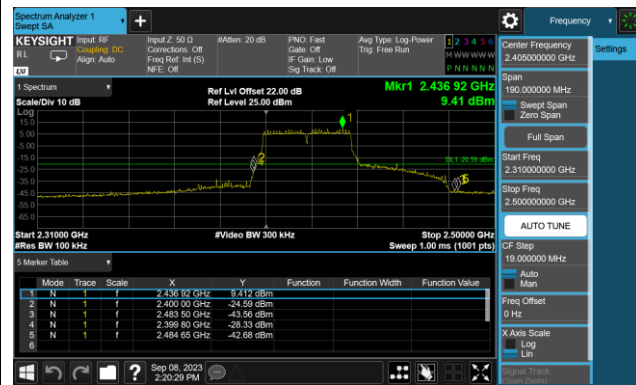 Spectrum Analyzer 1
Swept SA
Frequency
KEYSIGHT
Input: RF
Input Z: 50 Ω
#Atten: 20 dB
PNO: Fast
Avg Type: Log-Power
1 2 3 4 5 6
RL
Coupling: DC
Corrections: Off
Gate: Off
Trig: Free Run
M W W W W W
Align: Auto
Freq Ref: Int (S)
IF Gain: Low
P N N N N N
LXI
NFE: Off
Sig Track: Off
1 Spectrum
Ref Lvl Offset 22.00 dB
Mkr1 2.436 92 GHz
Scale/Div 10 dB
Ref Level 25.00 dBm
9.41 dBm
Log
15.0
5.00
-5.00
-15.0
-25.0
-35.0
-45.0
-55.0
-65.0
1
2
DL1 -20.59 dBm
5
Start 2.31000 GHz
#Video BW 300 kHz
Stop 2.50000 GHz
#Res BW 100 kHz
Sweep 1.00 ms (1001 pts)
5 Marker Table
Mode Trace Scale X Y Function Function Width Function Value
1 N 1 f 2.436 92 GHz 9.412 dBm
2 N 1 f 2.400 00 GHz -24.59 dBm
3 N 1 f 2.483 50 GHz -43.56 dBm
4 N 1 f 2.399 80 GHz -28.33 dBm
5 N 1 f 2.484 65 GHz -42.68 dBm
6
Sep 08, 2023
2:20:29 PM
?
Settings
Center Frequency
2.405000000 GHz
Span
190.000000 MHz
Swept Span
Zero Span
Full Span
Start Freq
2.310000000 GHz
Stop Freq
2.500000000 GHz
AUTO TUNE
CF Step
19.000000 MHz
Auto
Man
Freq Offset
0 Hz
X Axis Scale
Log
Lin
Signal Track
(Span Zoom)